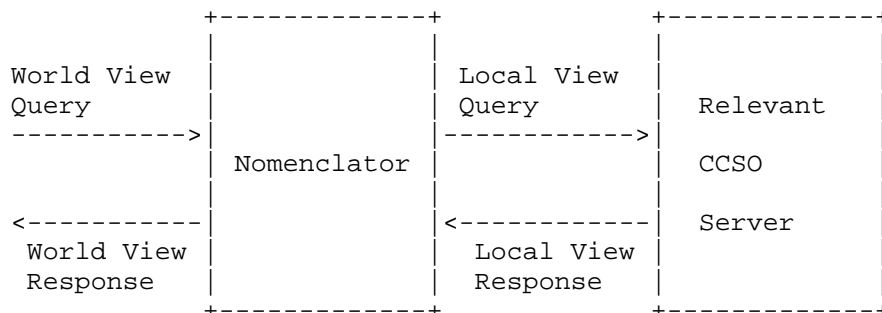 World View Local View
Query Query Relevant
Nomenclator CCSO
Server
World View Local View
Response Response